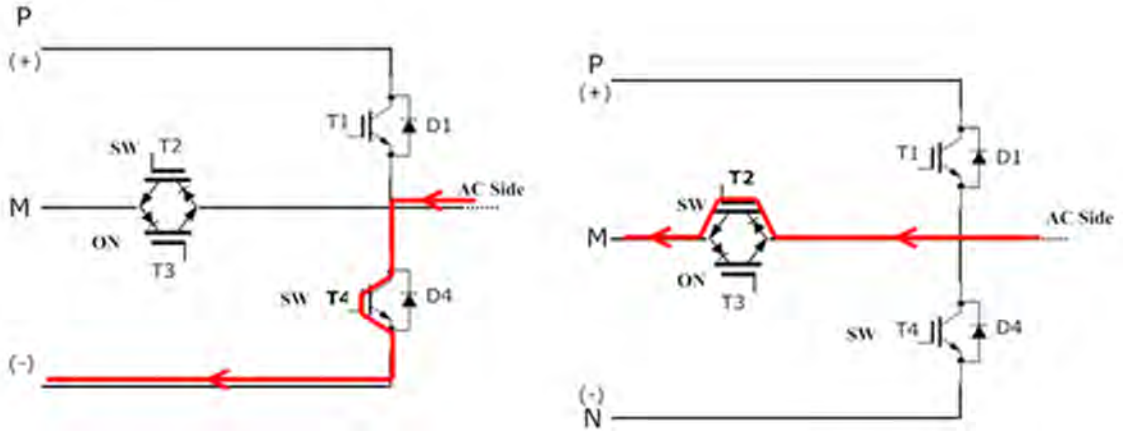 P
(+)
T1
D1
SW T2
M
AC Side
ON
T3
SW T4
D4
(-)
P
(+)
T1
D1
T2
SW
M
AC Side
ON
T3
SW T4
D4
(-)
N